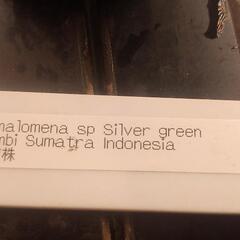 malomena sp Silver green
mbi Sumatra Indonesia
株